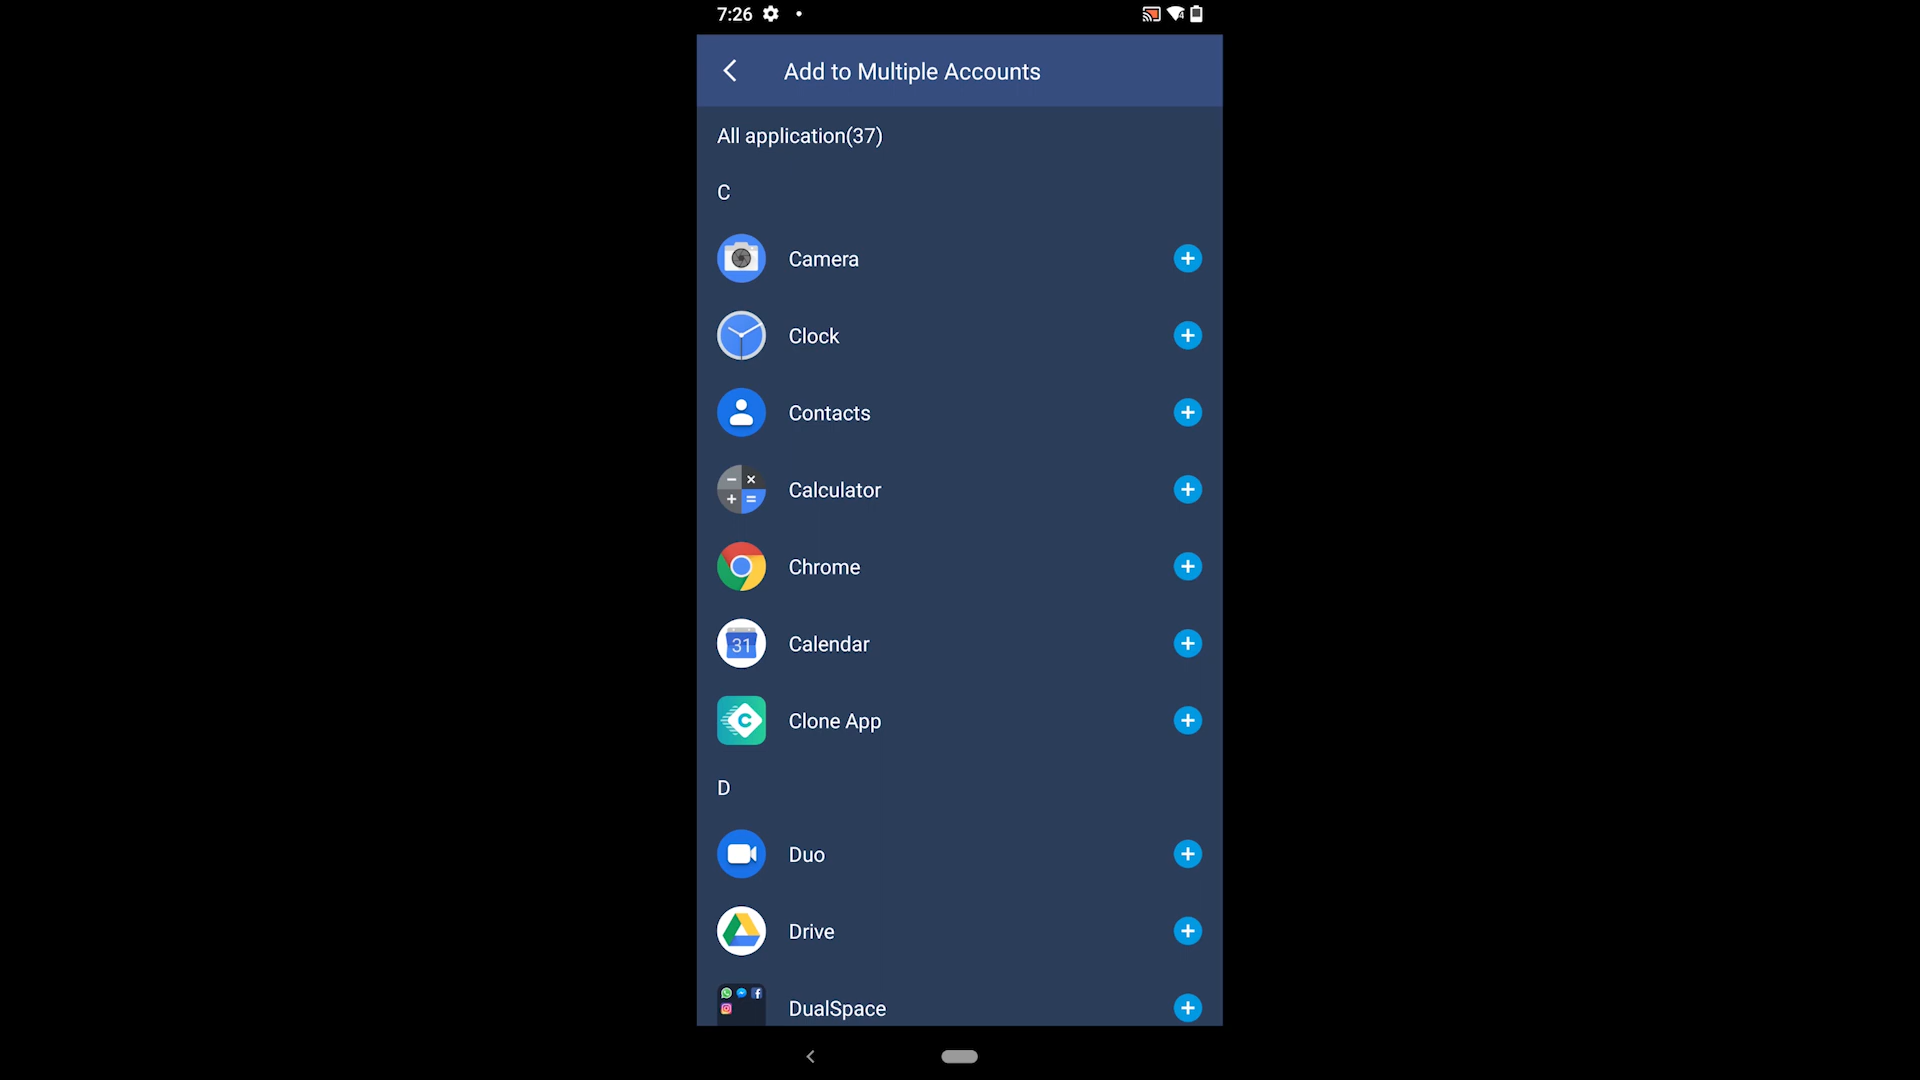 7:26
Add to Multiple Accounts
All application(37)
C
Camera
Clock
Contacts
Calculator
Chrome
31
Calendar
C
Clone App
D
Duo
Drive
DualSpace